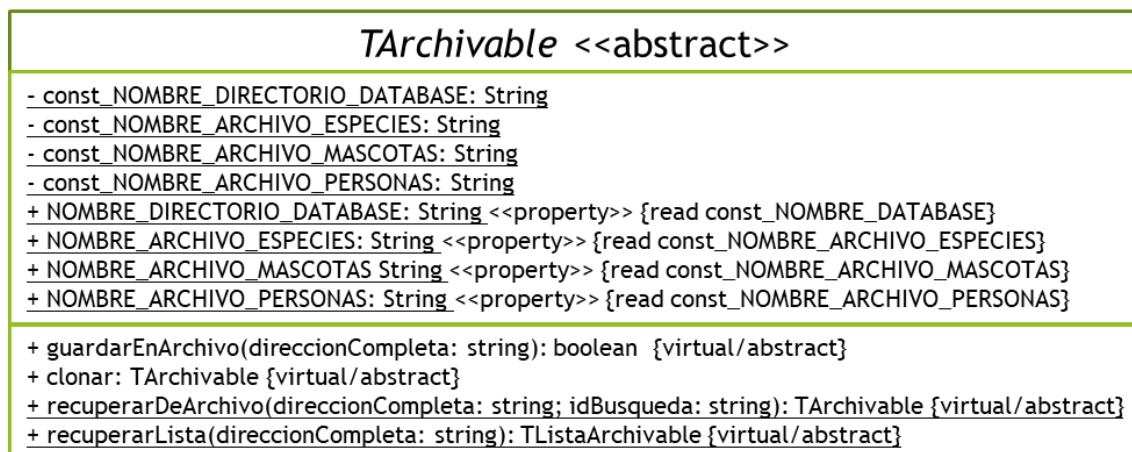 TArchivable <<abstract>>
- const_NOMBRE_DIRECTORIO_DATABASE: String
- const_NOMBRE_ARCHIVO_ESPECIES: String
- const_NOMBRE_ARCHIVO_MASCOTAS: String
- const_NOMBRE_ARCHIVO_PERSONAS: String
+ NOMBRE_DIRECTORIO_DATABASE: String <<property>> {read const_NOMBRE_DATABASE}
+ NOMBRE_ARCHIVO_ESPECIES: String <<property>> {read const_NOMBRE_ARCHIVO_ESPECIES}
+ NOMBRE_ARCHIVO_MASCOTAS String <<property>> {read const_NOMBRE_ARCHIVO_MASCOTAS}
+ NOMBRE_ARCHIVO_PERSONAS: String <<property>> {read const_NOMBRE_ARCHIVO_PERSONAS}
+ guardarEnArchivo(direccionCompleta: string): boolean {virtual/abstract}
+ clonar: TArchivable {virtual/abstract}
+ recuperarDeArchivo(direccionCompleta: string; idBusqueda: string): TArchivable {virtual/abstract}
+ recuperarLista(direccionCompleta: string): TListaArchivable {virtual/abstract}